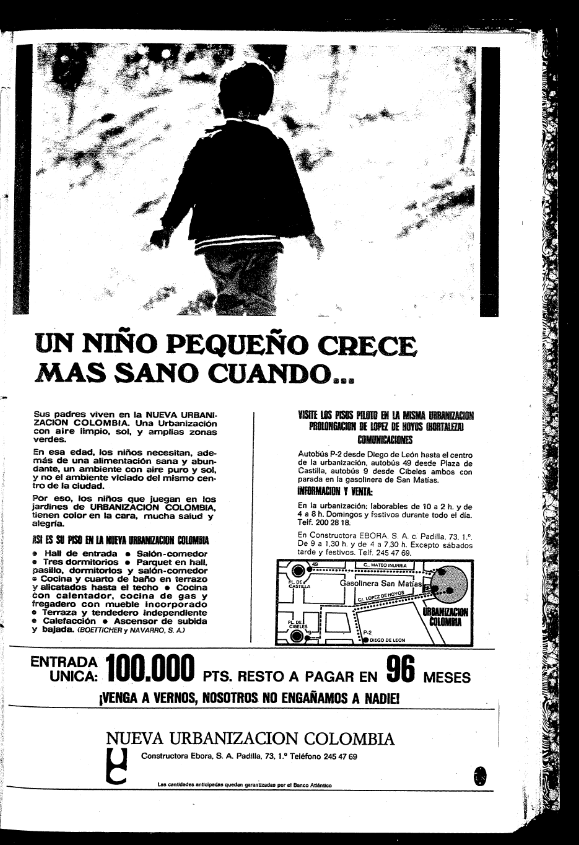 UN NIÑO PEQUEÑO CRECE
MAS SANO CUANDO...
Sus padres viven en la NUEVA URBANI-
ZACION COLOMBIA. Una Urbanización
con aire limpio, sol, y amplias zonas
verdes.
En esa edad, los niños necesitan, ade-
más de una alimentación sana y abun-
dante, un ambiente con aire puro y sol,
y no el ambiente viciado del mismo cen-
tro de la ciudad.
Por eso, los niños que juegan en los
jardines de URBANIZACION COLOMBIA,
tienen color en la cara, mucha salud y
alegría.
ASI ES SU PISO EN LA NUEVA URBANIZACION COLOMBIA
● Hall de entrada ● Salón-comedor
● Tres dormitorios ● Parquet en hall,
pasillo, dormitorios y salón-comedor
● Cocina y cuarto de baño en terrazo
y alicatados hasta el techo ● Cocina
con calentador, cocina de gas y
fregadero con mueble incorporado
● Terraza y tendedero independiente
● Calefacción ● Ascensor de subida
y bajada. (BOETTICHER y NAVARRO, S. A.)
VISITE LOS PISOS PILOTO EN LA MISMA URBANIZACION
PROLONGACION DE LOPEZ DE HOYOS (HORTALEZA)
COMUNICACIONES
Autobús P-2 desde Diego de León hasta el centro
de la urbanización, autobús 49 desde Plaza de
Castilla, autobús 9 desde Cibeles ambos con
parada en la gasolinera de San Matías.
INFORMACION Y VENTA:
En la urbanización: laborables de 10 a 2 h. y de
4 a 8 h. Domingos y festivos durante todo el día.
Telf. 200 28 18.
En Constructora EBORA, S. A. c. Padilla, 73, 1.º.
De 9 a 1,30 h. y de 4 a 7,30 h. Excepto sábados
tarde y festivos. Telf. 245 47 69.
49
C. MATEO INURRIA
PL. DE
CASTILLA
Gasolinera San Matías
C/. LOPEZ DE HOYOS
URBANIZACION
COLOMBIA
PL. DE
CIBELES
P-2
DIEGO DE LEON
ENTRADA
UNICA: 100.000 PTS. RESTO A PAGAR EN 96 MESES
¡VENGA A VERNOS, NOSOTROS NO ENGAÑAMOS A NADIE!
NUEVA URBANIZACION COLOMBIA
Constructora Ebora, S. A. Padilla, 73, 1.º Teléfono 245 47 69
Las cantidades anticipadas quedan garantizadas por el Banco Atlántico